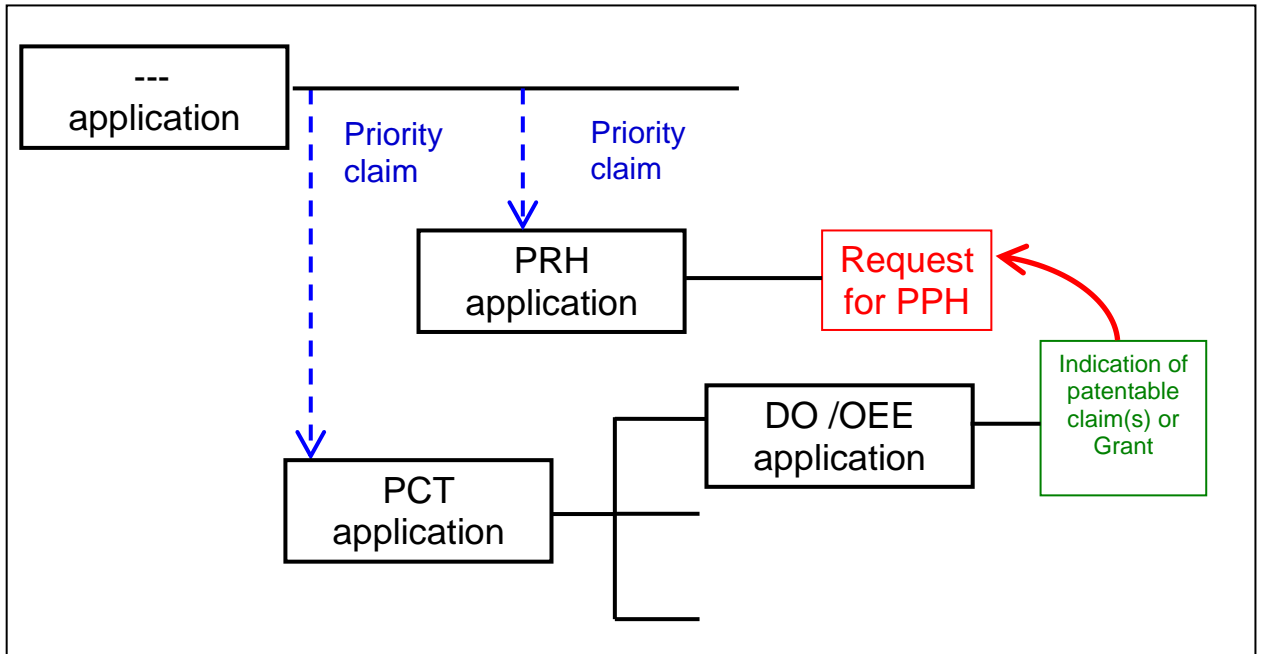 ---
application
Priority
claim
Priority
claim
PRH
application
Request
for PPH
Indication of
patentable
claim(s) or
Grant
DO /OEE
application
PCT
application